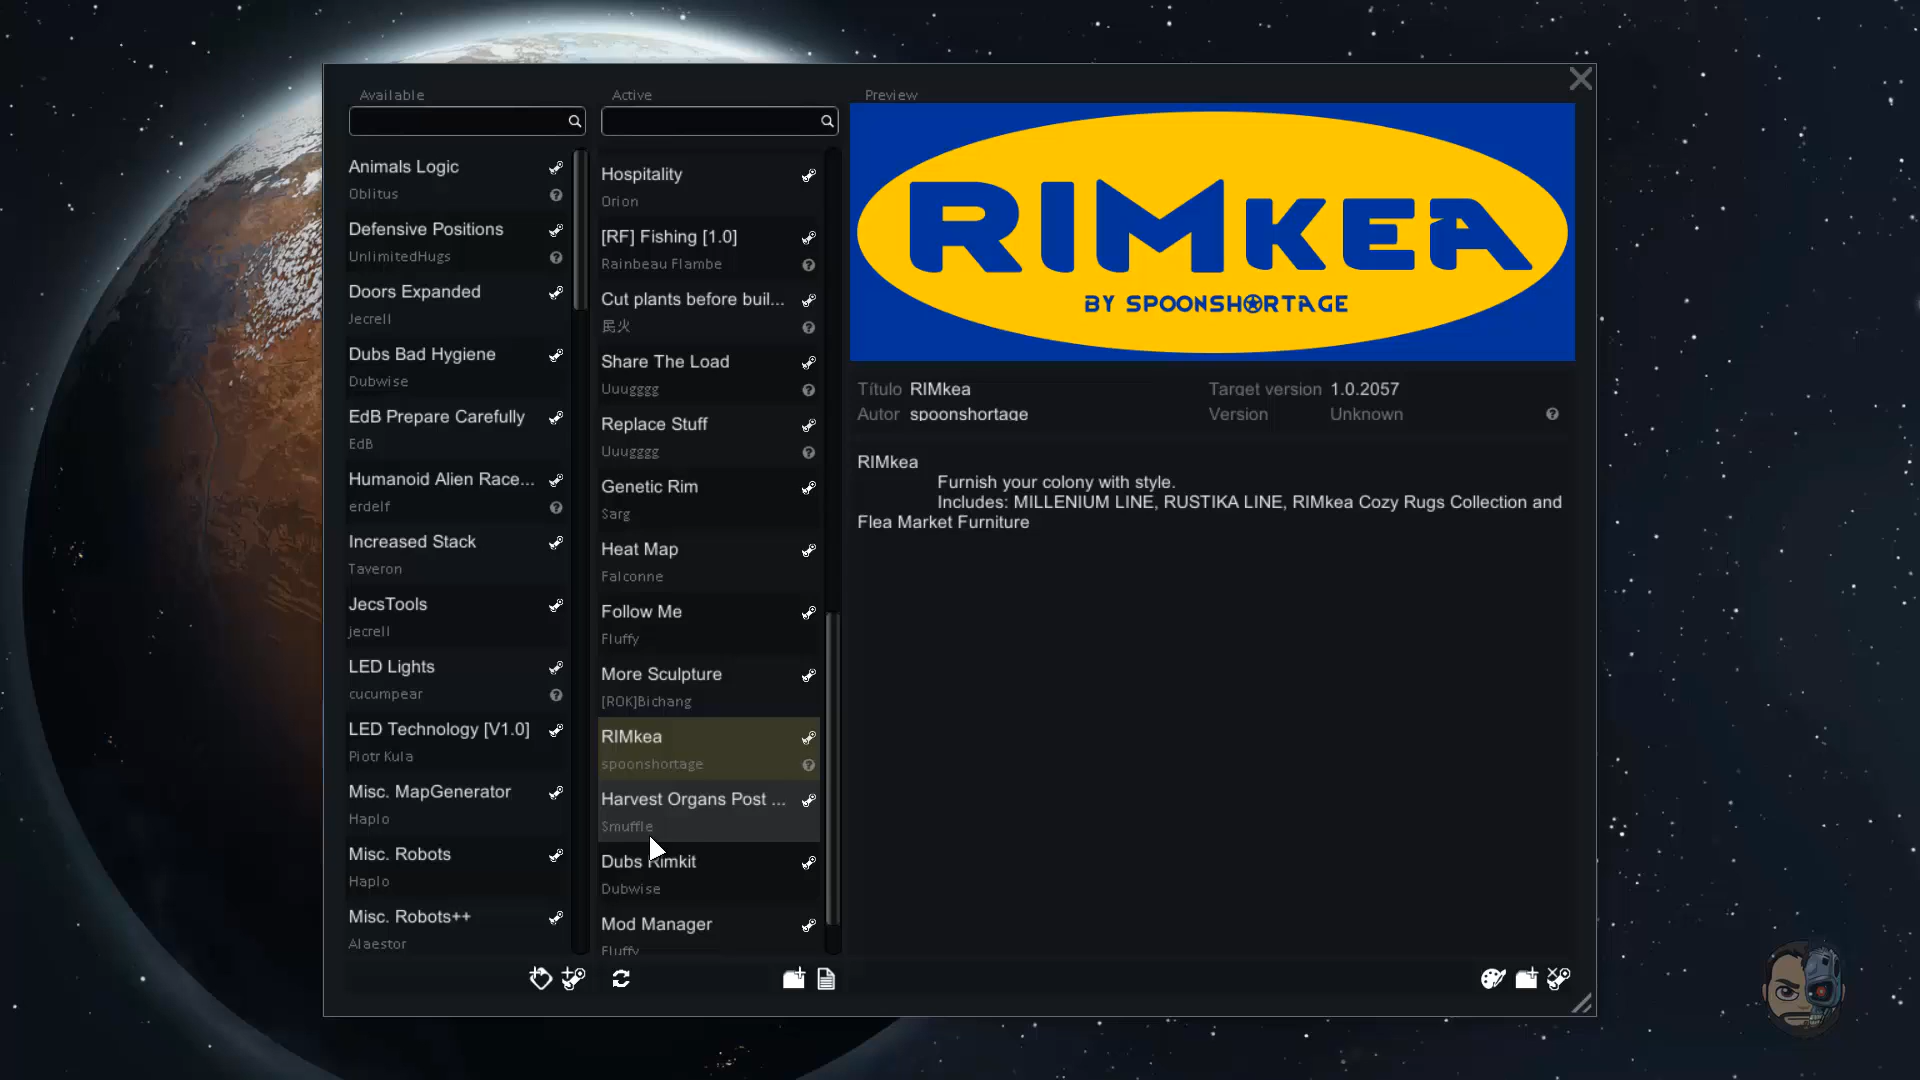 Available
Animals Logic
Oblitus
Defensive Positions
UnlimitedHugs
Doors Expanded
Jecrell
Dubs Bad Hygiene
Dubwise
EdB Prepare Carefully
EdB
Humanoid Alien Race...
erdelf
Increased Stack
Taveron
JecsTools
jecrell
LED Lights
cucumpear
LED Technology [V1.0]
Piotr Kula
Misc. MapGenerator
Haplo
Misc. Robots
Haplo
Misc. Robots++
Alaestor
Active
Hospitality
Orion
[RF] Fishing [1.0]
Rainbeau Flambe
Cut plants before buil...
民火
Share The Load
Uuugggg
Replace Stuff
Uuugggg
Genetic Rim
Sarg
Heat Map
Falconne
Follow Me
Fluffy
More Sculpture
[ROK]Bichang
RIMkea
spoonshortage
Harvest Organs Post ...
Smuffle
Dubs Rimkit
Dubwise
Mod Manager
Fluffy
Preview
RIMKEA
BY SPOONSHORTAGE
Título RIMkea Target version 1.0.2057
Autor spoonshortage Version Unknown
RIMkea
Furnish your colony with style.
Includes: MILLENIUM LINE, RUSTIKA LINE, RIMkea Cozy Rugs Collection and
Flea Market Furniture